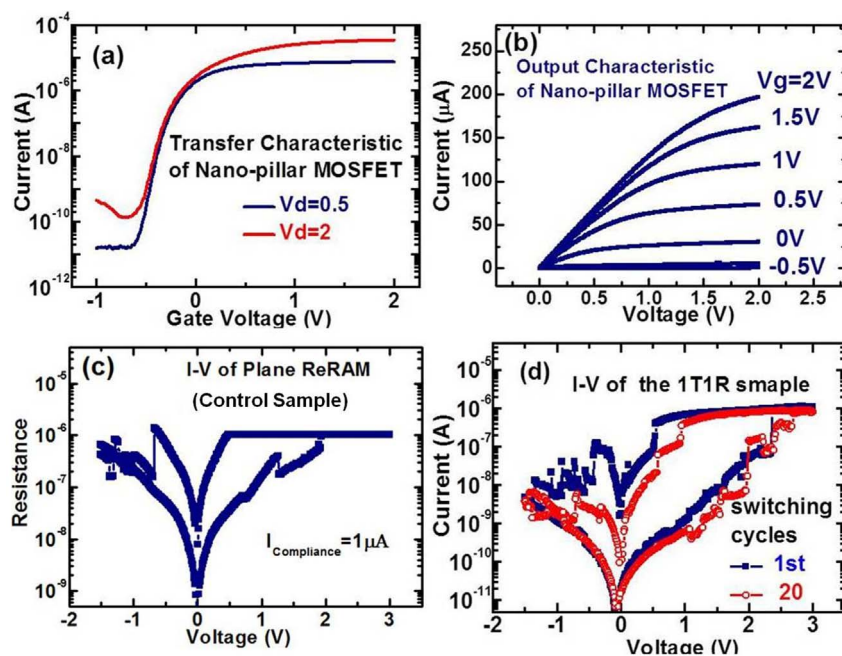 (a)
Transfer Characteristic
of Nano-pillar MOSFET
Vd=0.5
Vd=2
Current (A)
10⁻⁴
10⁻⁶
10⁻⁸
10⁻¹⁰
10⁻¹²
-1 0 1 2
Gate Voltage (V)
(b)
Output Characteristic
of Nano-pillar MOSFET
Vg=2V
1.5V
1V
0.5V
0V
-0.5V
Current (μA)
250
200
150
100
50
0
0.0 0.5 1.0 1.5 2.0 2.5
Voltage (V)
(c)
I-V of Plane ReRAM
(Control Sample)
I Compliance=1μA
Resistance
10⁻⁵
10⁻⁶
10⁻⁷
10⁻⁸
10⁻⁹
-2 -1 0 1 2 3
Voltage (V)
(d)
I-V of the 1T1R smaple
switching
cycles
1st
20
Current (A)
10⁻⁵
10⁻⁶
10⁻⁷
10⁻⁸
10⁻⁹
10⁻¹⁰
10⁻¹¹
-2 -1 0 1 2 3
Voltage (V)